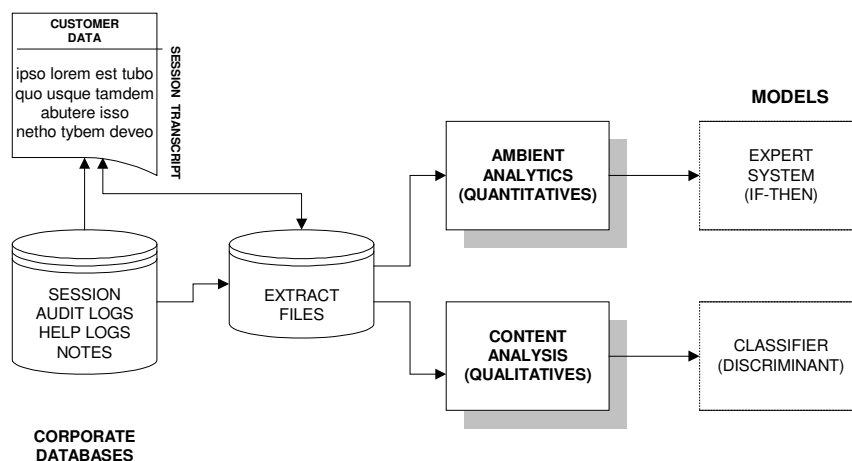 CUSTOMER
DATA
ipso lorem est tubo
quo usque tamdem
abutere isso
netho tybem deveo
SESSION TRANSCRIPT
SESSION
AUDIT LOGS
HELP LOGS
NOTES
CORPORATE
DATABASES
EXTRACT
FILES
AMBIENT
ANALYTICS
(QUANTITATIVES)
CONTENT
ANALYSIS
(QUALITATIVES)
MODELS
EXPERT
SYSTEM
(IF-THEN)
CLASSIFIER
(DISCRIMINANT)